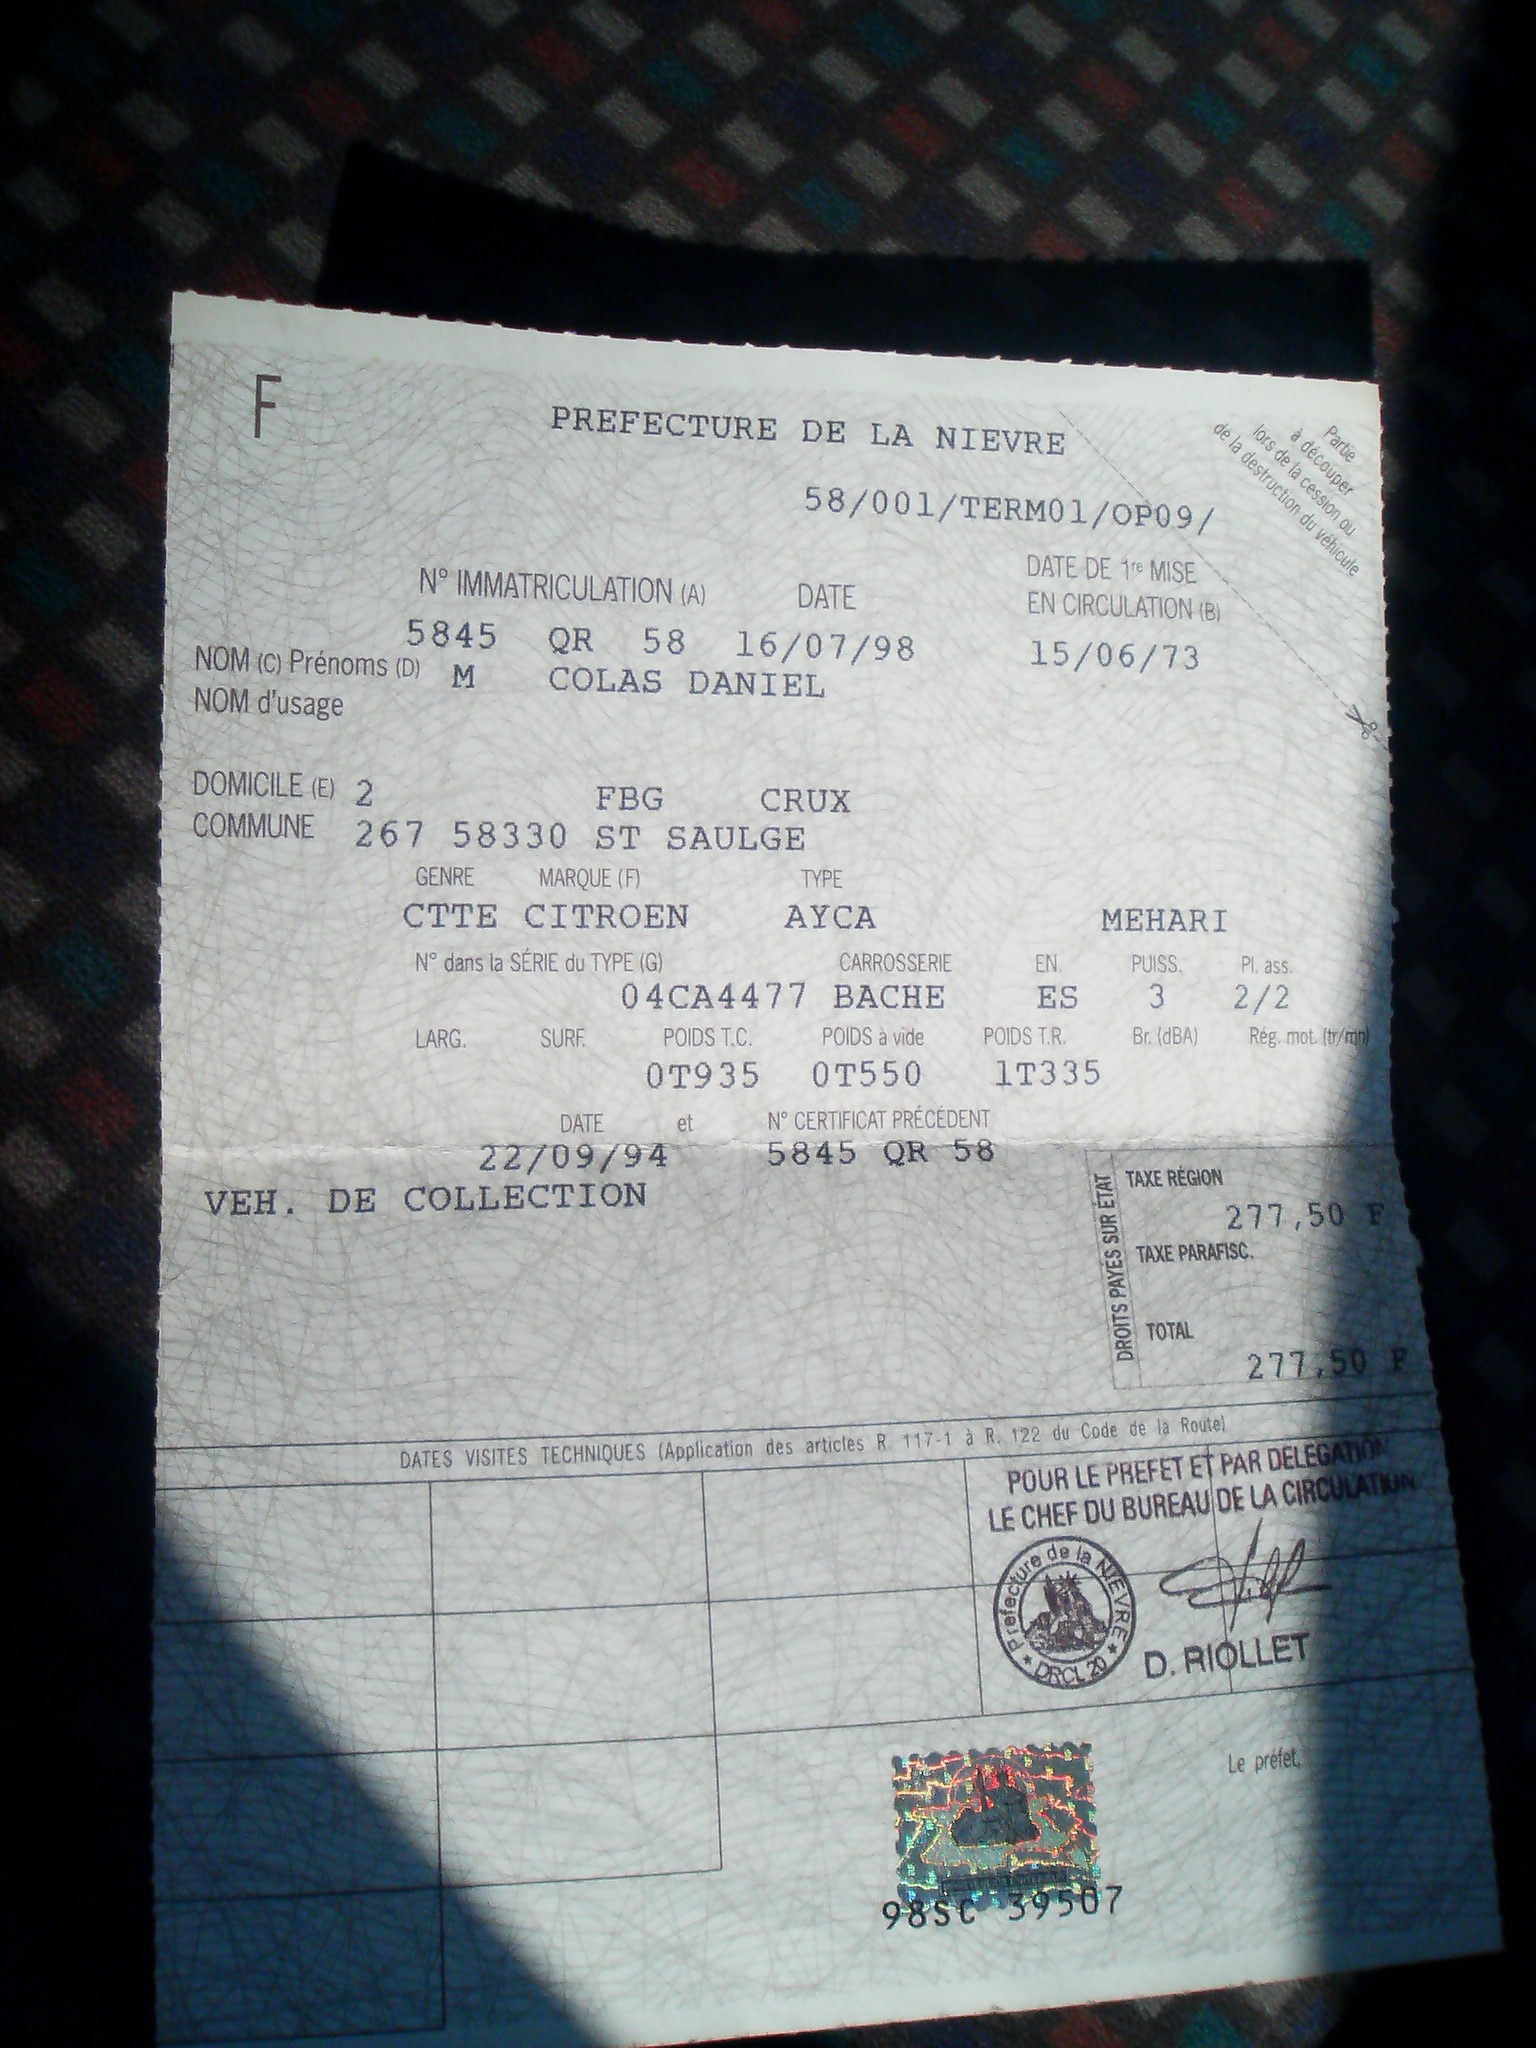 F
PREFECTURE DE LA NIEVRE
Partie
à découper
lors de la cession ou
de la destruction du véhicule
58/001/TERM01/OP09/
N° IMMATRICULATION (A) DATE DATE DE 1re MISE
EN CIRCULATION (B)
5845 QR 58 16/07/98 15/06/73
NOM (C) Prénoms (D) M COLAS DANIEL
NOM d'usage
DOMICILE (E) 2 FBG CRUX
COMMUNE 267 58330 ST SAULGE
GENRE MARQUE (F) TYPE
CTTE CITROEN AYCA MEHARI
N° dans la SÉRIE du TYPE (G) CARROSSERIE EN. PUISS. Pl. ass.
04CA4477 BACHE ES 3 2/2
LARG. SURF. POIDS T.C. POIDS à vide POIDS T.R. Br. (dBA) Rég. mot. (tr/mn)
0T935 0T550 1T335
DATE et N° CERTIFICAT PRÉCÉDENT
22/09/94 5845 QR 58
VEH. DE COLLECTION
DROITS PAYÉS SUR ÉTAT
TAXE RÉGION
277,50 F
TAXE PARAFISC.
TOTAL
277,50 F
DATES VISITES TECHNIQUES (Application des articles R. 117-1 à R. 122 du Code de la Route)
POUR LE PREFET ET PAR DELEGATION
LE CHEF DU BUREAU DE LA CIRCULATION
Préfecture de la NIEVRE
* DRCL 20 *
D. RIOLLET
Le préfet,
98SC 39507